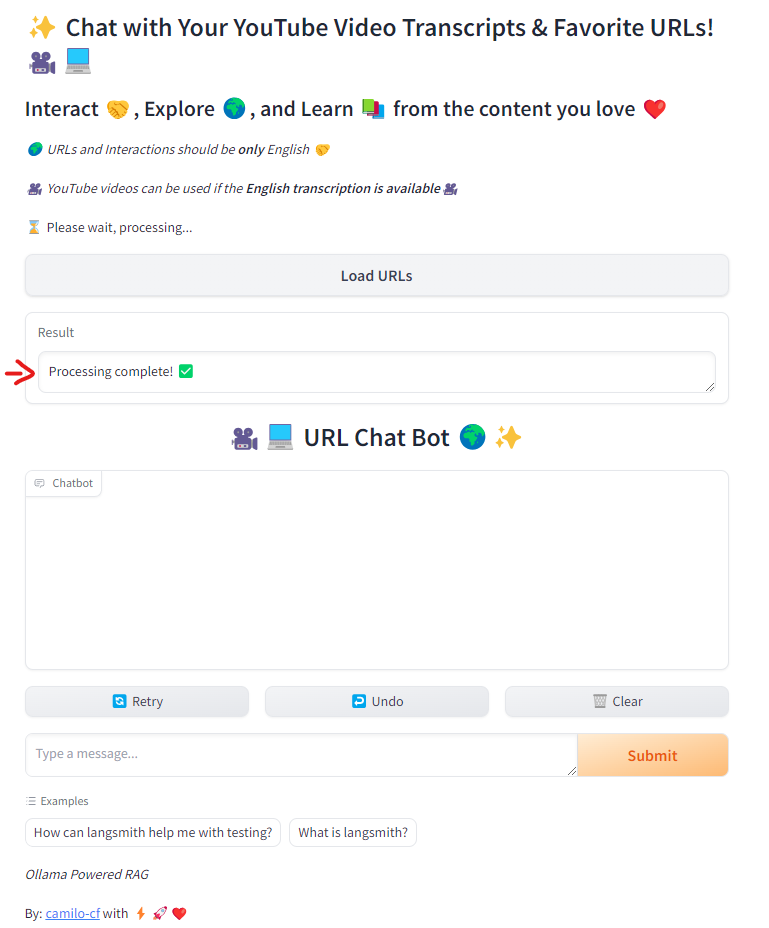 ✨ Chat with Your YouTube Video Transcripts & Favorite URLs!
🎥 💻
Interact 🤝 , Explore 🌍 , and Learn 📚 from the content you love ❤️
🌍 URLs and Interactions should be only English 🤝
🎥 YouTube videos can be used if the English transcription is available 🎥
⏳ Please wait, processing...
Load URLs
Result
Processing complete! ✅
🎥 💻 URL Chat Bot 🌍 ✨
Chatbot
🔄 Retry
↩️ Undo
🗑️ Clear
Type a message...
Submit
Examples
How can langsmith help me with testing?
What is langsmith?
Ollama Powered RAG
By: camilo-cf with ⚡ 🚀 ❤️